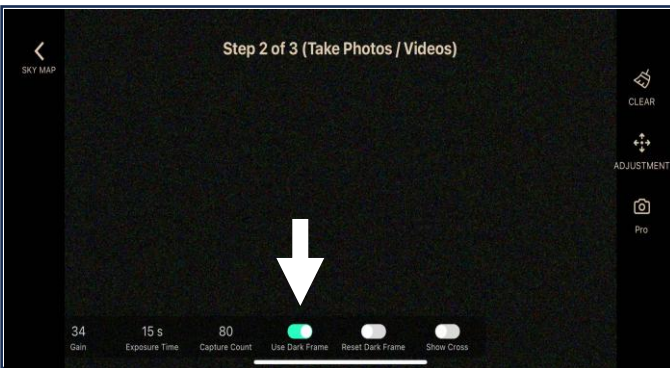 Step 2 of 3 (Take Photos / Videos)
SKY MAP
CLEAR
ADJUSTMENT
Pro
34 15 s 80
Gain Exposure Time Capture Count Use Dark Frame Reset Dark Frame Show Cross